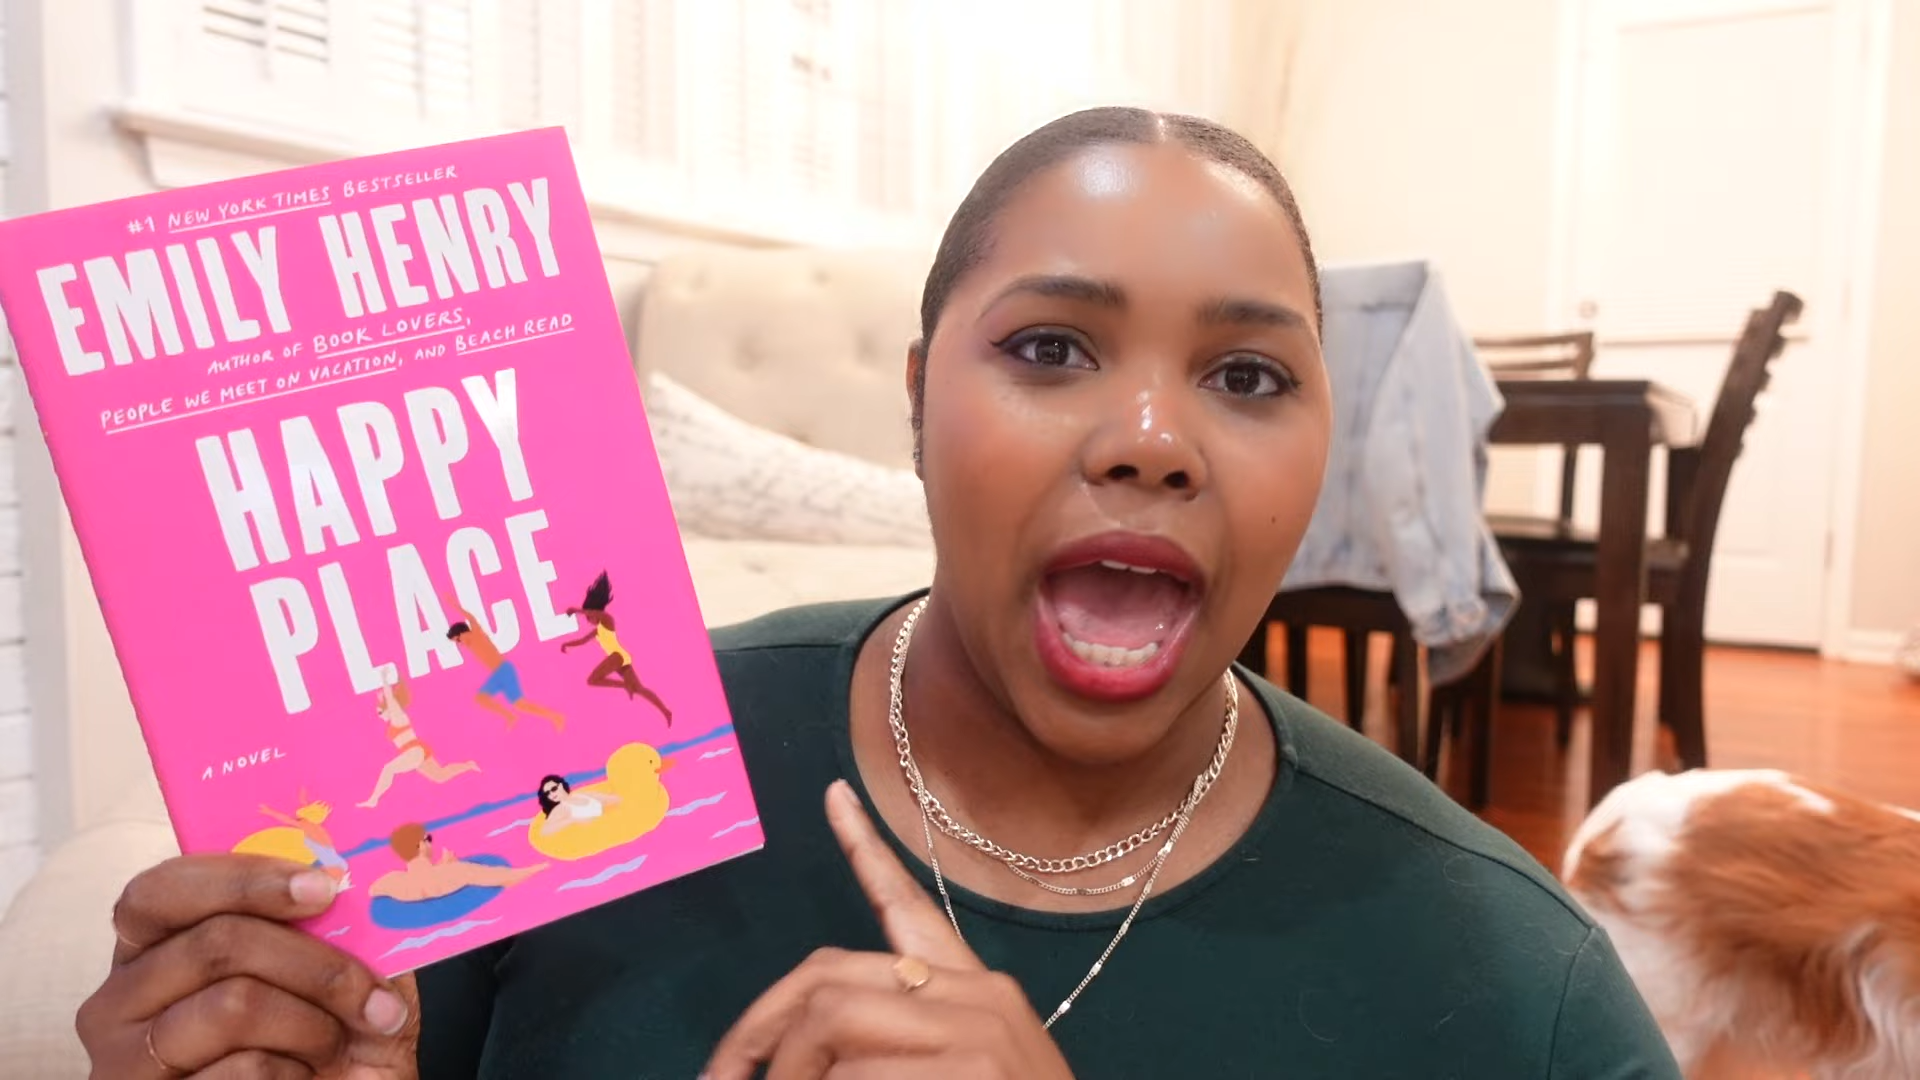 #1 NEW YORK TIMES BESTSELLER
EMILY HENRY
AUTHOR OF BOOK LOVERS,
PEOPLE WE MEET ON VACATION, AND BEACH READ
HAPPY
PLACE
A NOVEL